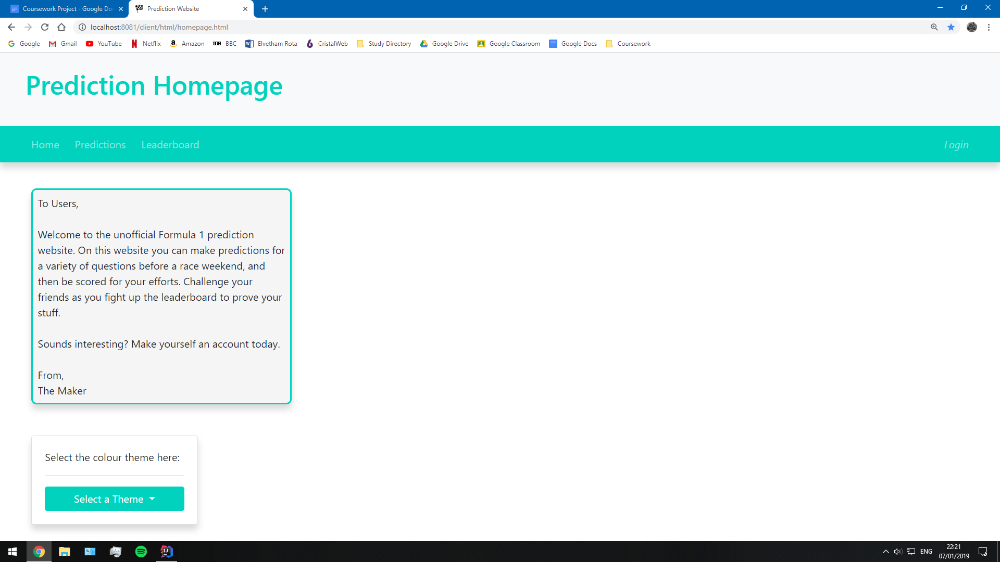 Coursework Project - Google Do
Prediction Website
localhost:8081/client/html/homepage.html
Google
Gmail
YouTube
Netflix
Amazon
BBC
BBC
Elvetham Rota
CristalWeb
Study Directory
Google Drive
Google Classroom
Google Docs
Coursework
Prediction Homepage
Home
Predictions
Leaderboard
Login
To Users,
Welcome to the unofficial Formula 1 prediction
website. On this website you can make predictions for
a variety of questions before a race weekend, and
then be scored for your efforts. Challenge your
friends as you fight up the leaderboard to prove your
stuff.
Sounds interesting? Make yourself an account today.
From,
The Maker
Select the colour theme here:
Select a Theme
ENG
22:21
07/01/2019